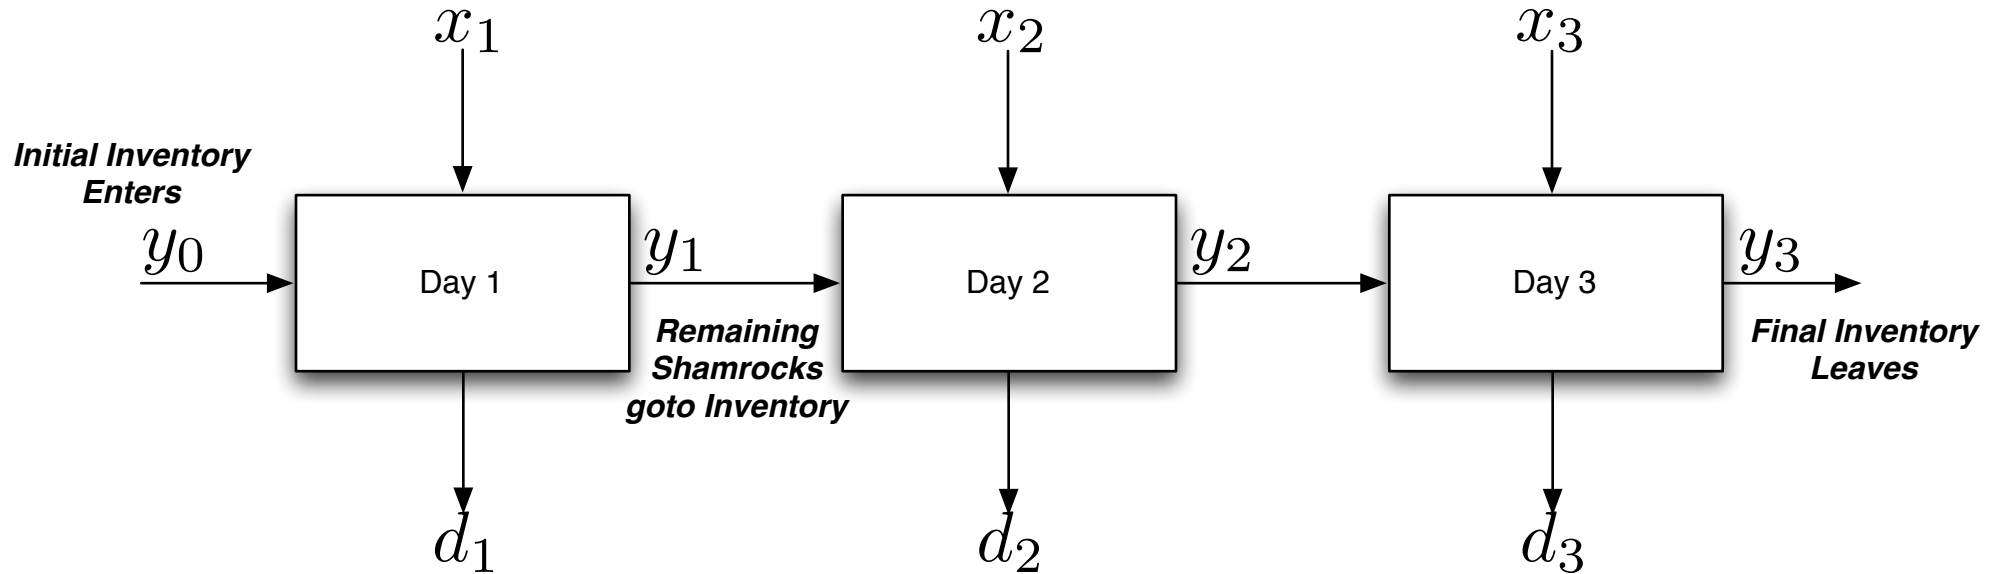 x1
x2
x3
Initial Inventory
Enters
y0
Day 1
y1
Day 2
y2
Day 3
y3
Remaining
Shamrocks
goto Inventory
Final Inventory
Leaves
d1
d2
d3